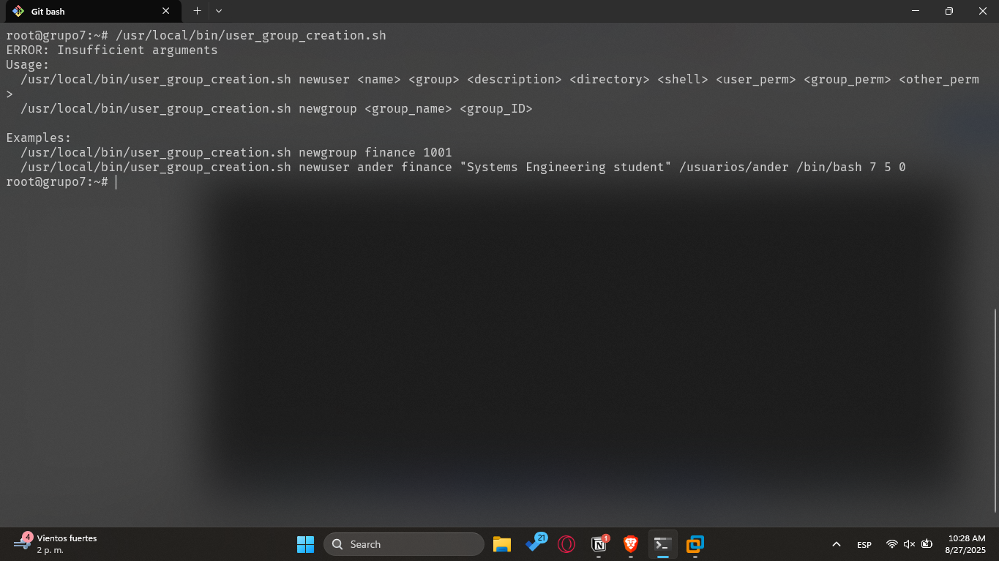 Git bash
root@grupo7:~# /usr/local/bin/user_group_creation.sh
ERROR: Insufficient arguments
Usage:
  /usr/local/bin/user_group_creation.sh newuser <name> <group> <description> <directory> <shell> <user_perm> <group_perm> <other_perm
>
  /usr/local/bin/user_group_creation.sh newgroup <group_name> <group_ID>
Examples:
  /usr/local/bin/user_group_creation.sh newgroup finance 1001
  /usr/local/bin/user_group_creation.sh newuser ander finance "Systems Engineering student" /usuarios/ander /bin/bash 7 5 0
root@grupo7:~#
4
Vientos fuertes
2 p. m.
Search
21
1
ESP
10:28 AM
8/27/2025